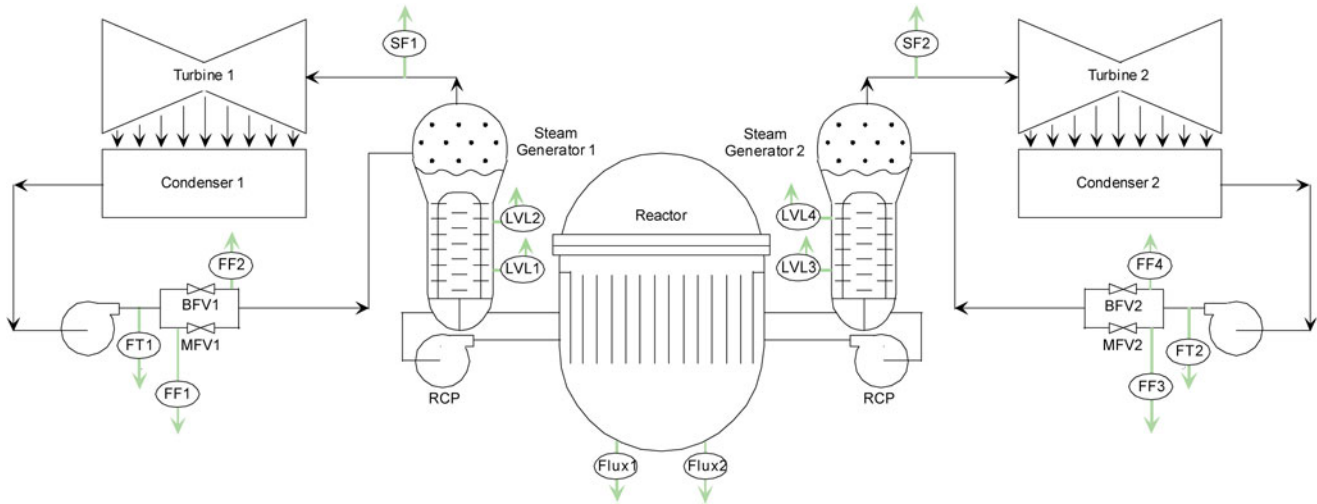 SF1
SF2
Turbine 1
Turbine 2
Steam
Generator 1
Steam
Generator 2
Condenser 1
Condenser 2
Reactor
LVL2
LVL4
LVL1
LVL3
FF2
FF4
BFV1
BFV2
MFV1
MFV2
FT1
FT2
FF1
FF3
RCP
RCP
Flux1
Flux2